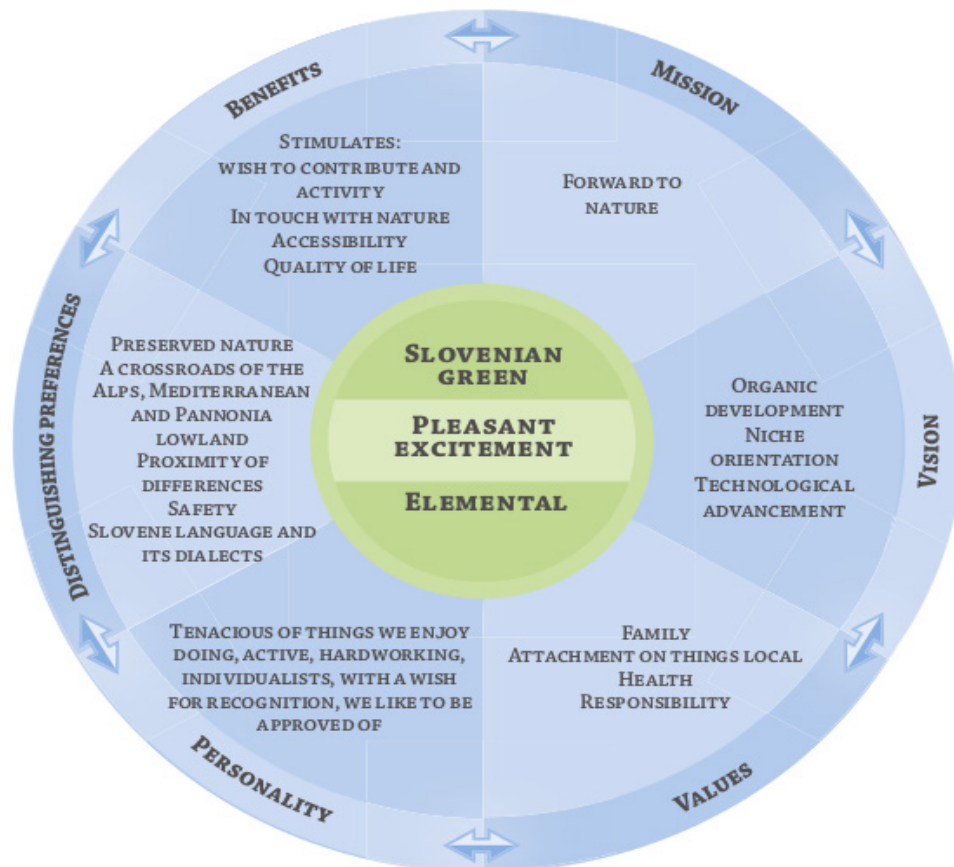 BENEFITS
MISSION
STIMULATES:
WISH TO CONTRIBUTE AND
ACTIVITY
IN TOUCH WITH NATURE
ACCESSIBILITY
QUALITY OF LIFE
FORWARD TO
NATURE
DISTINGUISHING PREFERENCES
PRESERVED NATURE
A CROSSROADS OF THE
ALPS, MEDITERRANEAN
AND PANNONIA
LOWLAND
PROXIMITY OF
DIFFERENCES
SAFETY
SLOVENE LANGUAGE AND
ITS DIALECTS
SLOVENIAN
GREEN
PLEASANT
EXCITEMENT
ELEMENTAL
ORGANIC
DEVELOPMENT
NICHE
ORIENTATION
TECHNOLOGICAL
ADVANCEMENT
VISION
TENACIOUS OF THINGS WE ENJOY
DOING, ACTIVE, HARDWORKING,
INDIVIDUALISTS, WITH A WISH
FOR RECOGNITION, WE LIKE TO BE
APPROVED OF
FAMILY
ATTACHMENT ON THINGS LOCAL
HEALTH
RESPONSIBILITY
PERSONALITY
VALUES